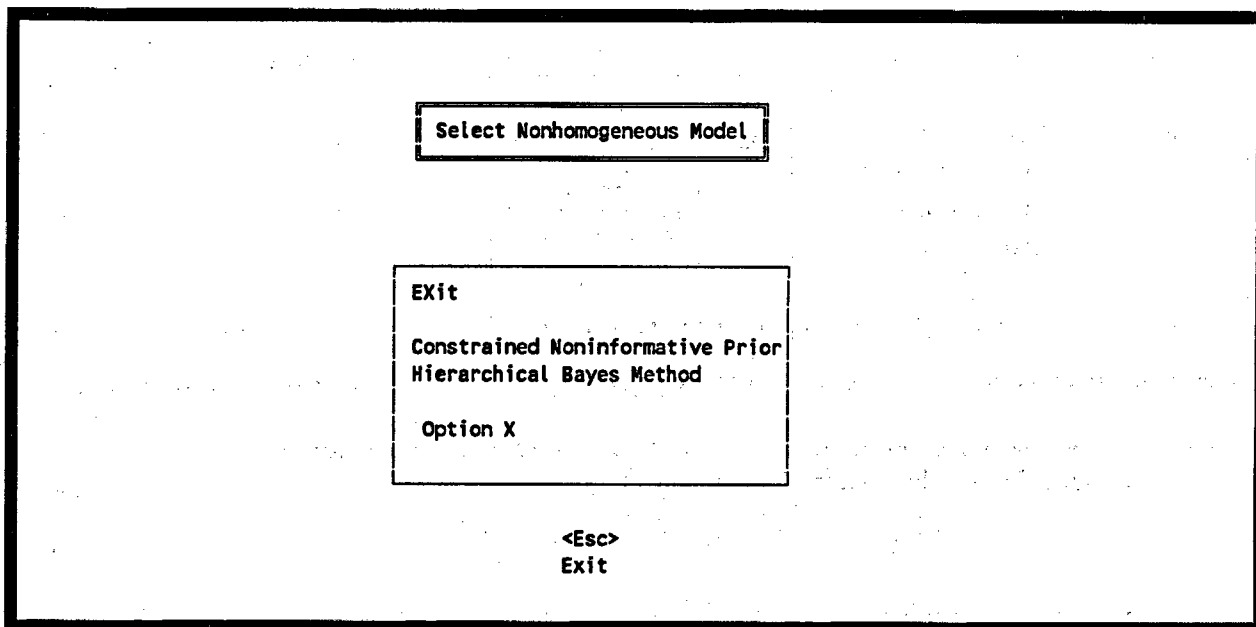 Select Nonhomogeneous Model
EXit
Constrained Noninformative Prior
Hierarchical Bayes Method
Option X
<Esc>
Exit